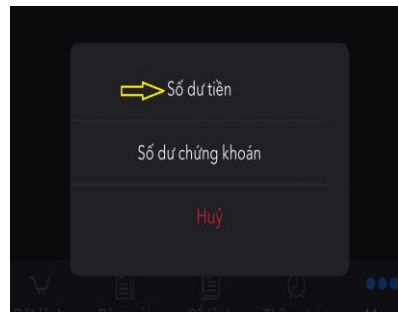 Số dư tiền
Số dư chứng khoán
Huỷ